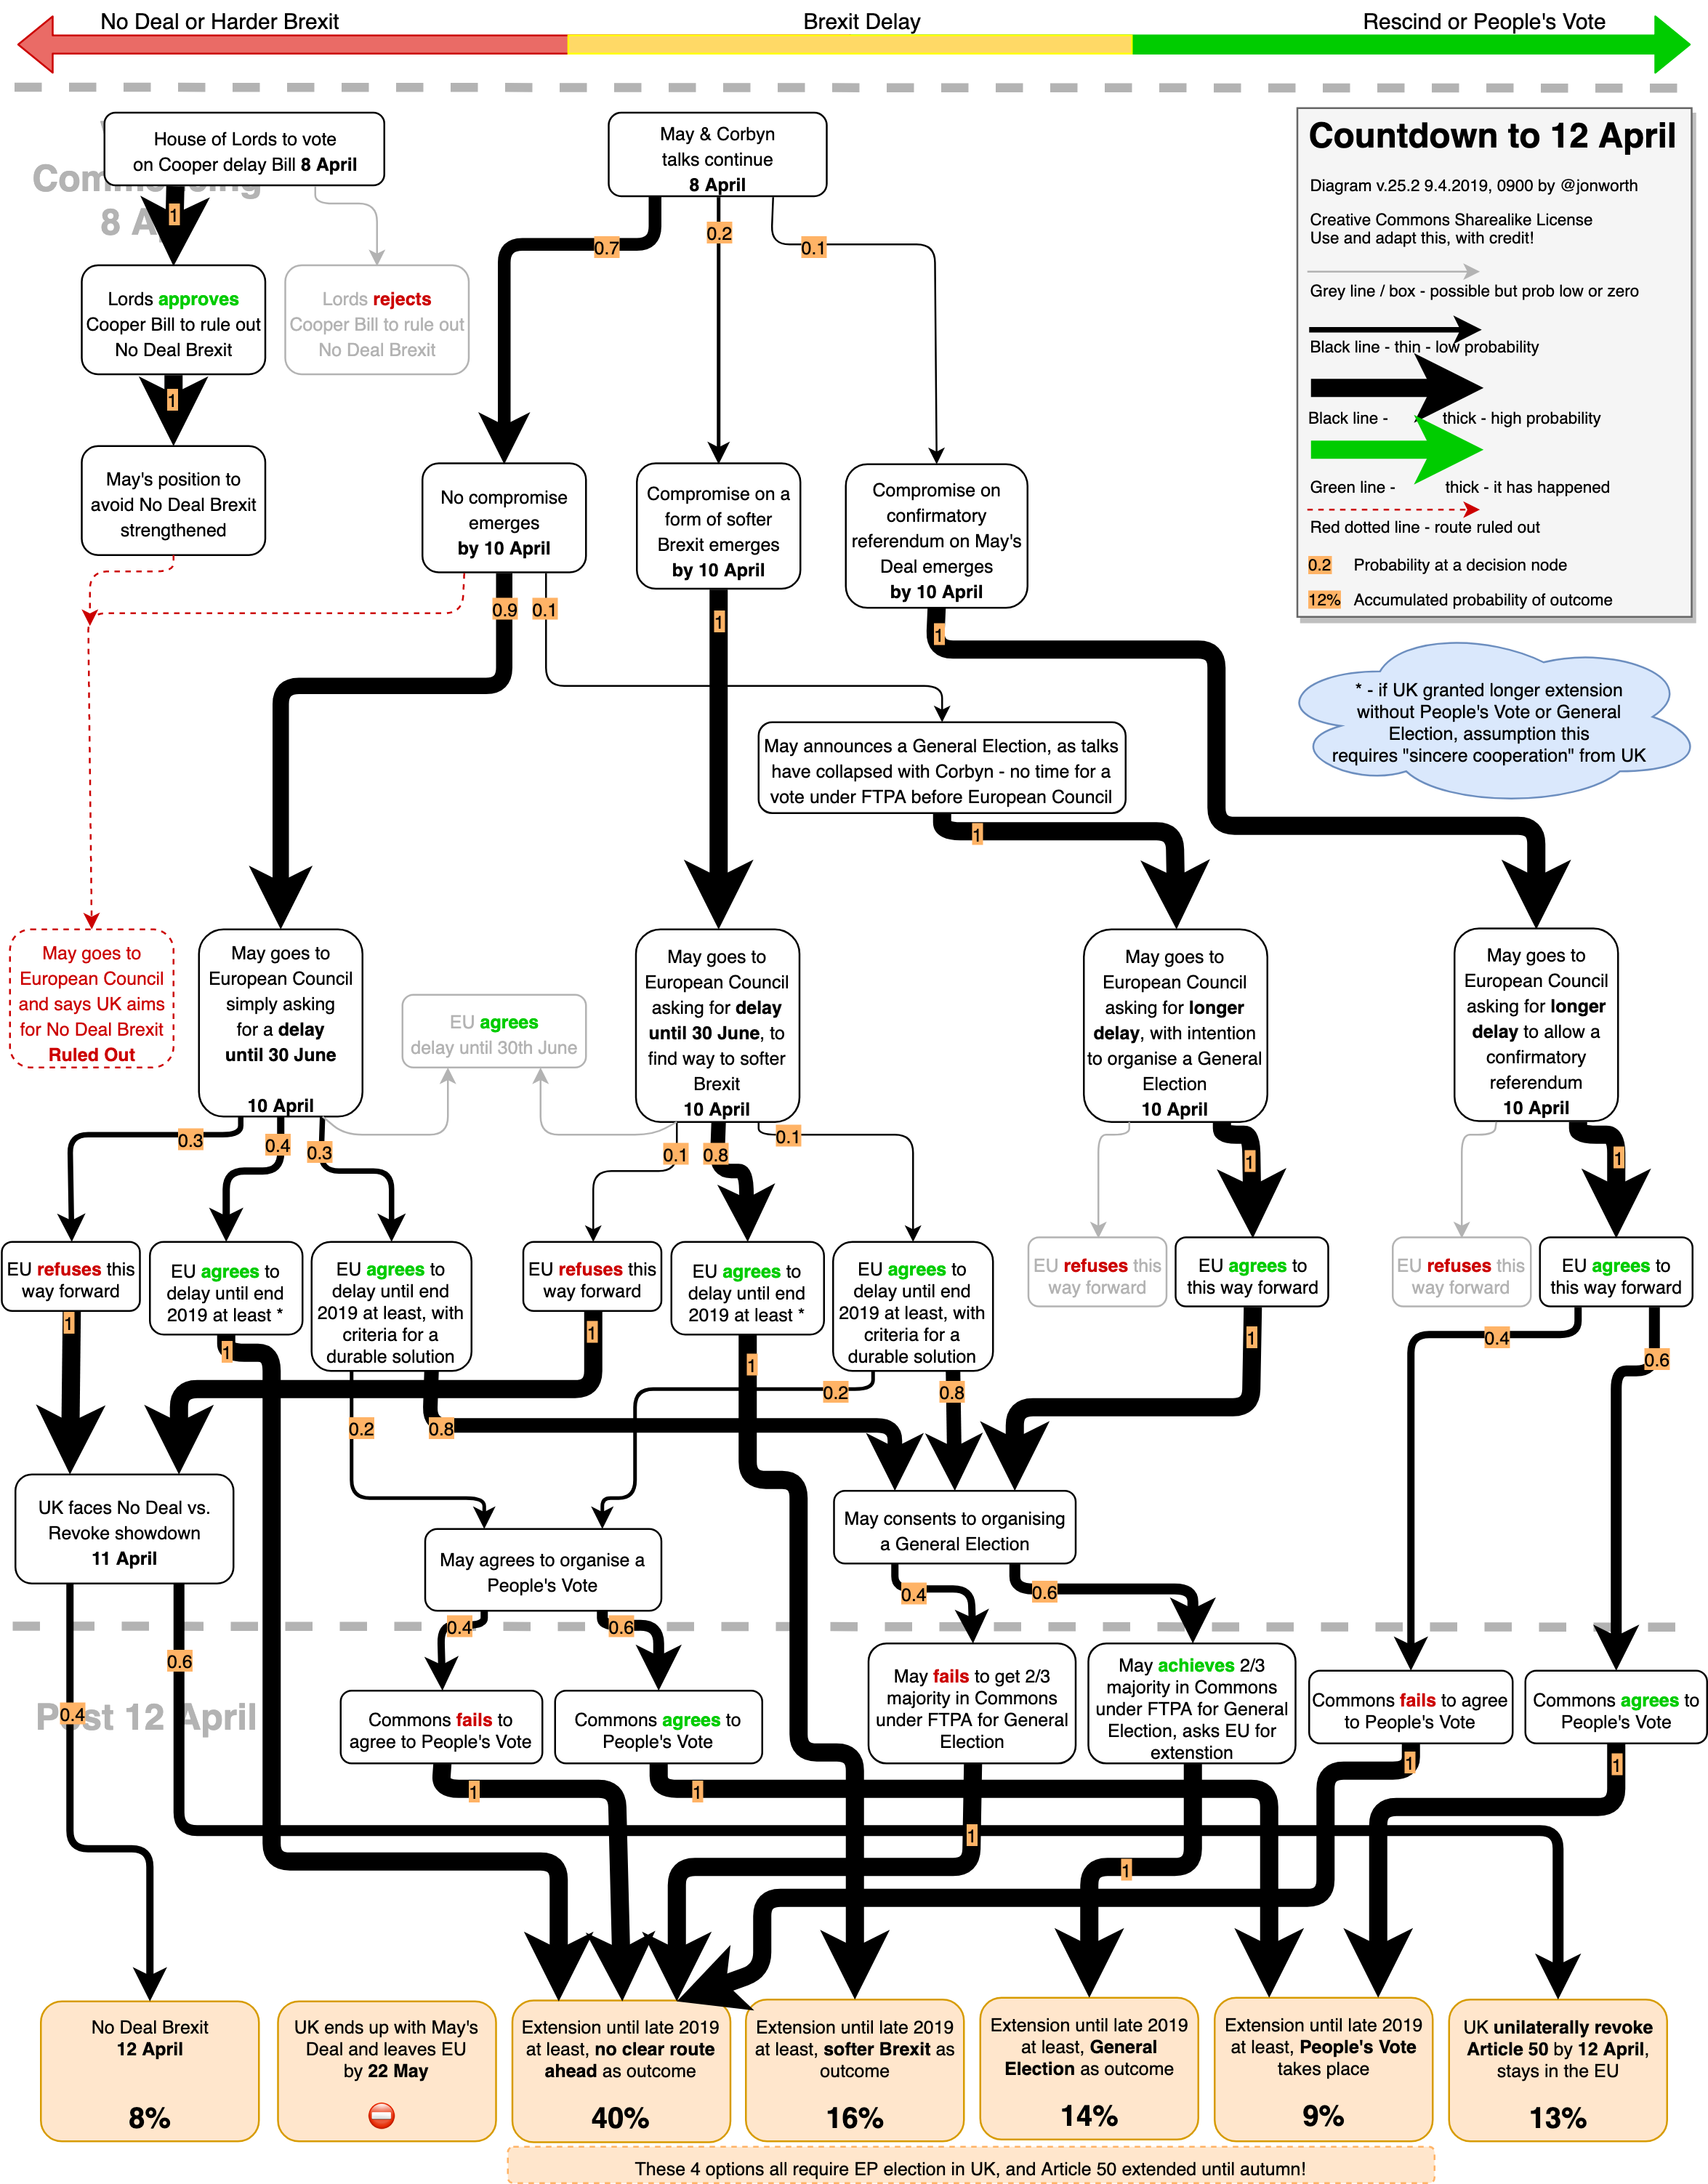 No Deal or Harder Brexit
Brexit Delay
Rescind or People's Vote
Countdown to 12 April
Diagram v.25.2 9.4.2019, 0900 by @jonworth
Creative Commons Sharealike License
Use and adapt this, with credit!
Grey line / box - possible but prob low or zero
Black line - thin - low probability
Black line - thick - high probability
Green line - thick - it has happened
Red dotted line - route ruled out
0.2 Probability at a decision node
12% Accumulated probability of outcome
* - if UK granted longer extension
without People's Vote or General
Election, assumption this
requires "sincere cooperation" from UK
8 April
House of Lords to vote
on Cooper delay Bill 8 April
May & Corbyn
talks continue
8 April
1
0.7
0.2
0.1
Lords approves
Cooper Bill to rule out
No Deal Brexit
Lords rejects
Cooper Bill to rule out
No Deal Brexit
1
May's position to
avoid No Deal Brexit
strengthened
No compromise
emerges
by 10 April
Compromise on a
form of softer
Brexit emerges
by 10 April
Compromise on
confirmatory
referendum on May's
Deal emerges
by 10 April
0.9
0.1
1
1
May announces a General Election, as talks
have collapsed with Corbyn - no time for a
vote under FTPA before European Council
1
May goes to
European Council
and says UK aims
for No Deal Brexit
Ruled Out
May goes to
European Council
simply asking
for a delay
until 30 June
10 April
EU agrees
delay until 30th June
May goes to
European Council
asking for delay
until 30 June, to
find way to softer
Brexit
10 April
May goes to
European Council
asking for longer
delay, with intention
to organise a General
Election
10 April
May goes to
European Council
asking for longer
delay to allow a
confirmatory
referendum
10 April
0.3
0.4
0.3
0.1
0.8
0.1
1
1
EU refuses this
way forward
EU agrees to
delay until end
2019 at least *
EU agrees to
delay until end
2019 at least, with
criteria for a
durable solution
EU refuses this
way forward
EU agrees to
delay until end
2019 at least *
EU agrees to
delay until end
2019 at least, with
criteria for a
durable solution
EU refuses this
way forward
EU agrees to
this way forward
EU refuses this
way forward
EU agrees to
this way forward
1
1
0.2
0.8
1
1
0.2
0.8
1
0.4
0.6
UK faces No Deal vs.
Revoke showdown
11 April
May agrees to organise a
People's Vote
May consents to organising
a General Election
0.4
0.6
0.4
0.6
0.4
0.6
Post 12 April
Commons fails to
agree to People's Vote
Commons agrees to
People's Vote
May fails to get 2/3
majority in Commons
under FTPA for General
Election
May achieves 2/3
majority in Commons
under FTPA for General
Election, asks EU for
extenstion
Commons fails to agree
to People's Vote
Commons agrees to
People's Vote
1
1
1
1
1
1
No Deal Brexit
12 April
8%
UK ends up with May's
Deal and leaves EU
by 22 May
Extension until late 2019
at least, no clear route
ahead as outcome
40%
Extension until late 2019
at least, softer Brexit as
outcome
16%
Extension until late 2019
at least, General
Election as outcome
14%
Extension until late 2019
at least, People's Vote
takes place
9%
UK unilaterally revoke
Article 50 by 12 April,
stays in the EU
13%
These 4 options all require EP election in UK, and Article 50 extended until autumn!